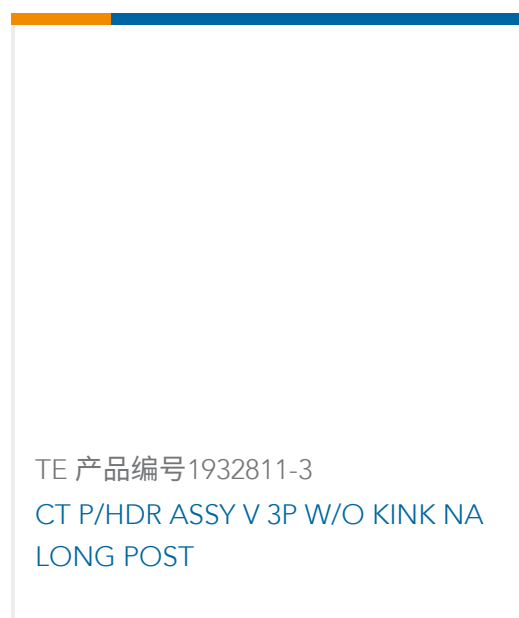 TE 产品编号1932811-3
CT P/HDR ASSY V 3P W/O KINK NA
LONG POST